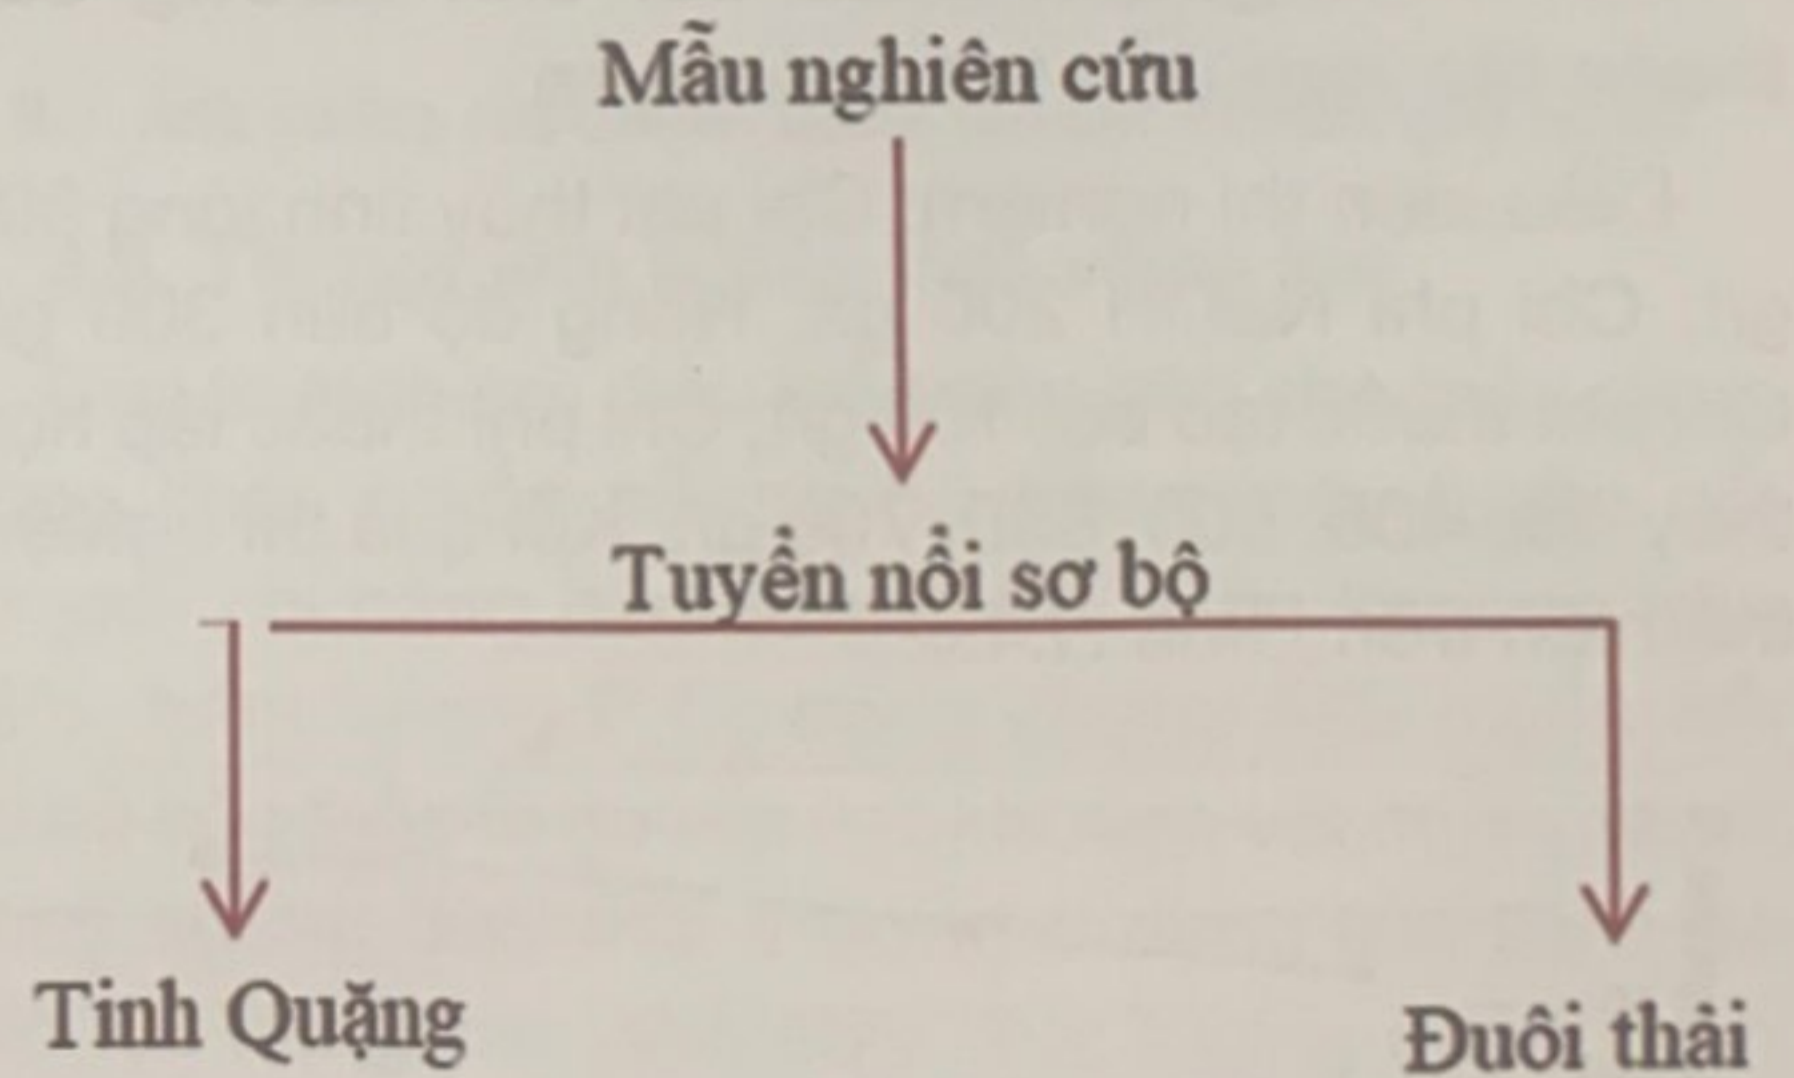 Mẫu nghiên cứu
Tuyển nổi sơ bộ
Tinh Quặng
Đuôi thải